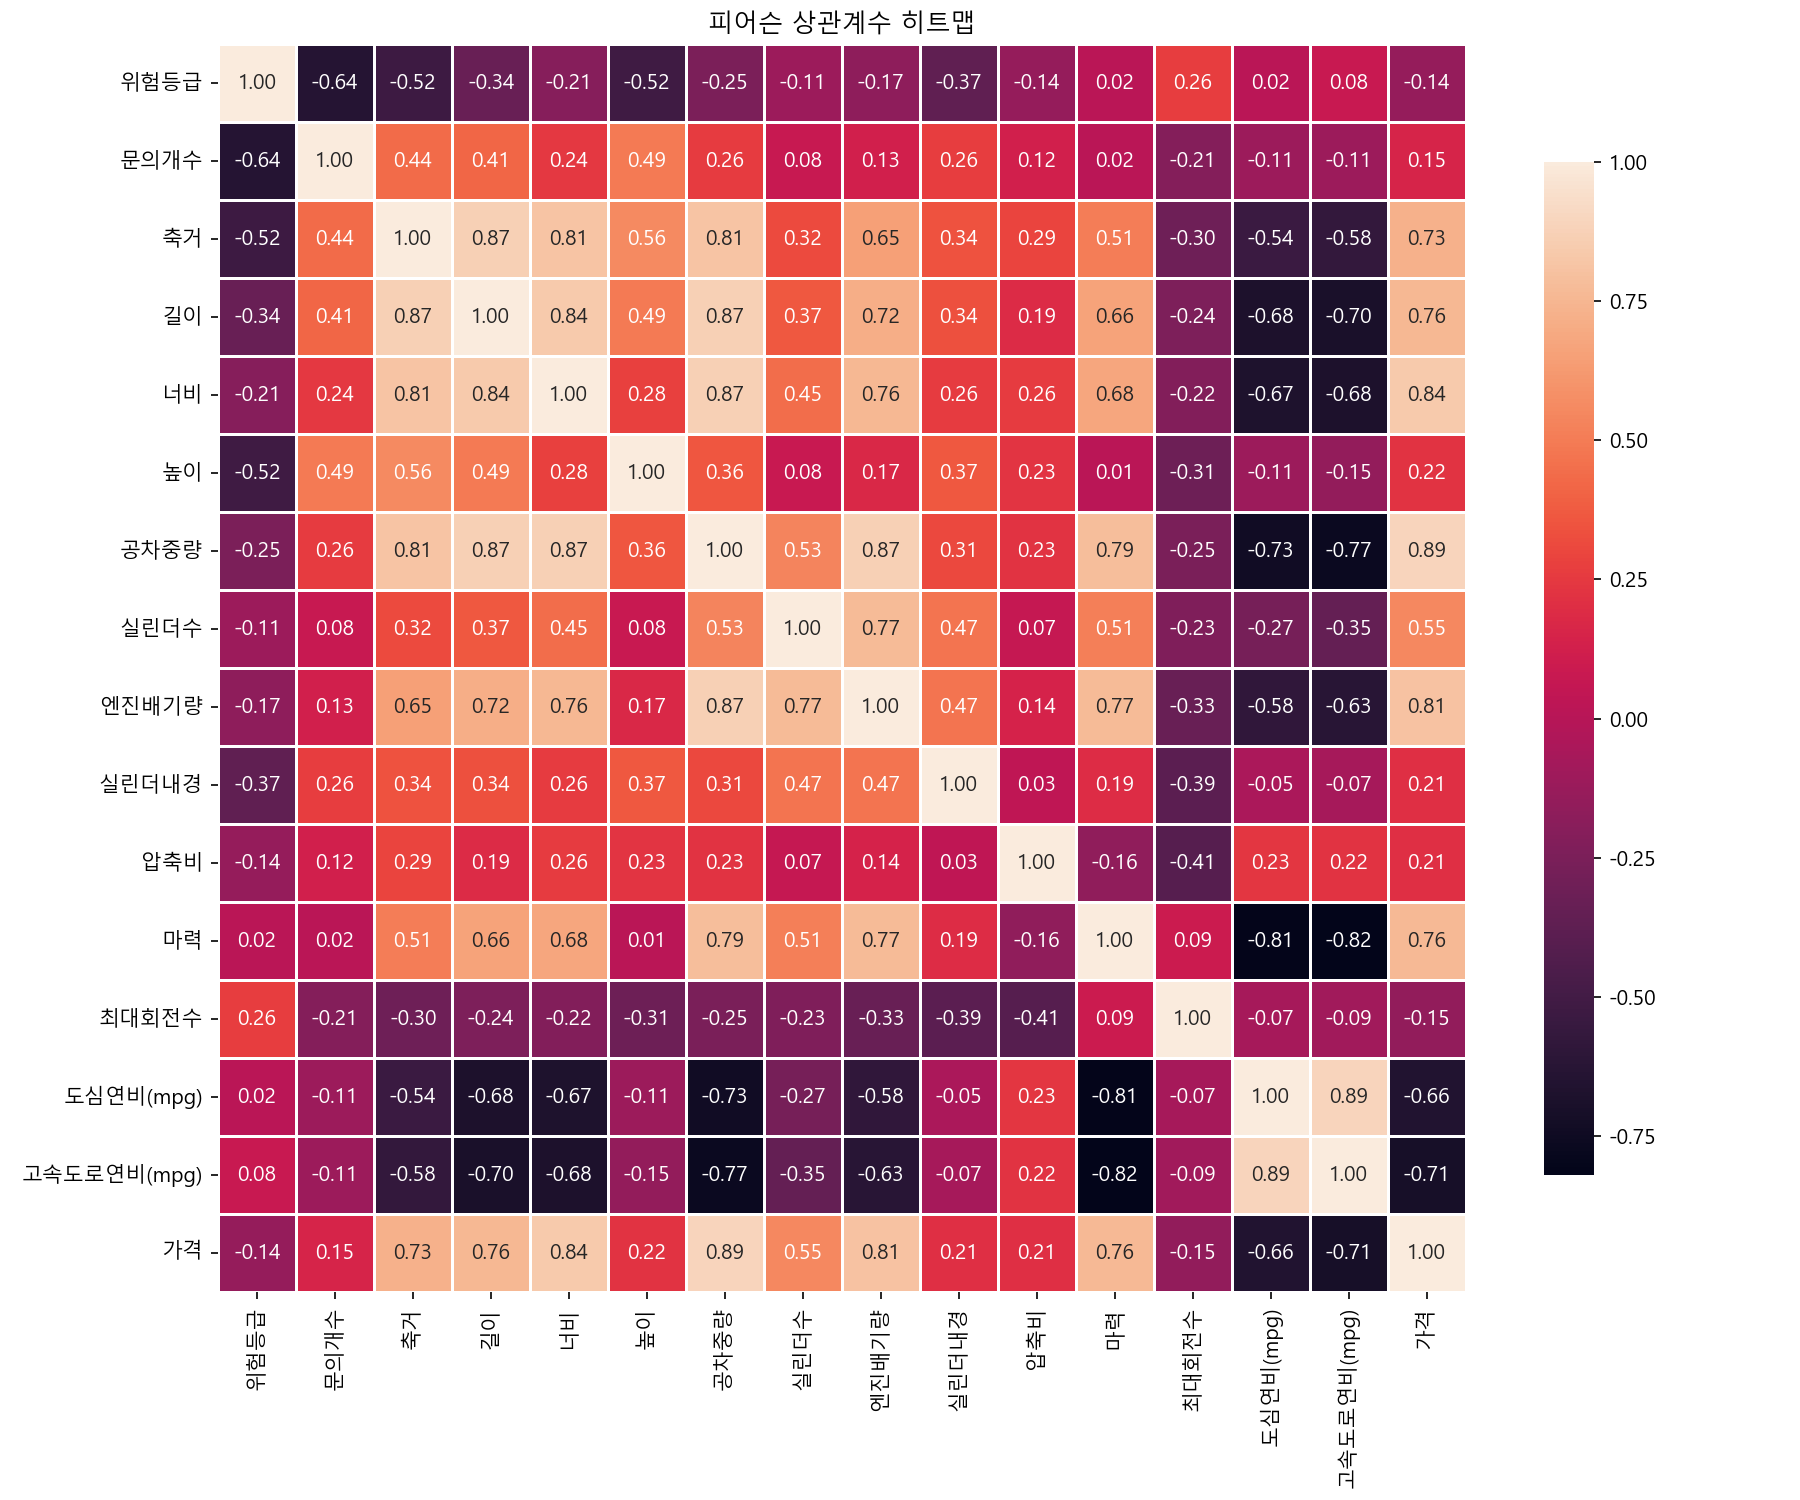 피어슨 상관계수 히트맵
위험등급 1.00 -0.64 -0.52 -0.34 -0.21 -0.52 -0.25 -0.11 -0.17 -0.37 -0.14 0.02 0.26 0.02 0.08 -0.14
문의개수 -0.64 1.00 0.44 0.41 0.24 0.49 0.26 0.08 0.13 0.26 0.12 0.02 -0.21 -0.11 -0.11 0.15
축거 -0.52 0.44 1.00 0.87 0.81 0.56 0.81 0.32 0.65 0.34 0.29 0.51 -0.30 -0.54 -0.58 0.73
길이 -0.34 0.41 0.87 1.00 0.84 0.49 0.87 0.37 0.72 0.34 0.19 0.66 -0.24 -0.68 -0.70 0.76
너비 -0.21 0.24 0.81 0.84 1.00 0.28 0.87 0.45 0.76 0.26 0.26 0.68 -0.22 -0.67 -0.68 0.84
높이 -0.52 0.49 0.56 0.49 0.28 1.00 0.36 0.08 0.17 0.37 0.23 0.01 -0.31 -0.11 -0.15 0.22
공차중량 -0.25 0.26 0.81 0.87 0.87 0.36 1.00 0.53 0.87 0.31 0.23 0.79 -0.25 -0.73 -0.77 0.89
실린더수 -0.11 0.08 0.32 0.37 0.45 0.08 0.53 1.00 0.77 0.47 0.07 0.51 -0.23 -0.27 -0.35 0.55
엔진배기량 -0.17 0.13 0.65 0.72 0.76 0.17 0.87 0.77 1.00 0.47 0.14 0.77 -0.33 -0.58 -0.63 0.81
실린더내경 -0.37 0.26 0.34 0.34 0.26 0.37 0.31 0.47 0.47 1.00 0.03 0.19 -0.39 -0.05 -0.07 0.21
압축비 -0.14 0.12 0.29 0.19 0.26 0.23 0.23 0.07 0.14 0.03 1.00 -0.16 -0.41 0.23 0.22 0.21
마력 0.02 0.02 0.51 0.66 0.68 0.01 0.79 0.51 0.77 0.19 -0.16 1.00 0.09 -0.81 -0.82 0.76
최대회전수 0.26 -0.21 -0.30 -0.24 -0.22 -0.31 -0.25 -0.23 -0.33 -0.39 -0.41 0.09 1.00 -0.07 -0.09 -0.15
도심연비(mpg) 0.02 -0.11 -0.54 -0.68 -0.67 -0.11 -0.73 -0.27 -0.58 -0.05 0.23 -0.81 -0.07 1.00 0.89 -0.66
고속도로연비(mpg) 0.08 -0.11 -0.58 -0.70 -0.68 -0.15 -0.77 -0.35 -0.63 -0.07 0.22 -0.82 -0.09 0.89 1.00 -0.71
가격 -0.14 0.15 0.73 0.76 0.84 0.22 0.89 0.55 0.81 0.21 0.21 0.76 -0.15 -0.66 -0.71 1.00
위험등급
문의개수
축거
길이
너비
높이
공차중량
실린더수
엔진배기량
실린더내경
압축비
마력
최대회전수
도심연비(mpg)
고속도로연비(mpg)
가격
1.00
0.75
0.50
0.25
0.00
-0.25
-0.50
-0.75